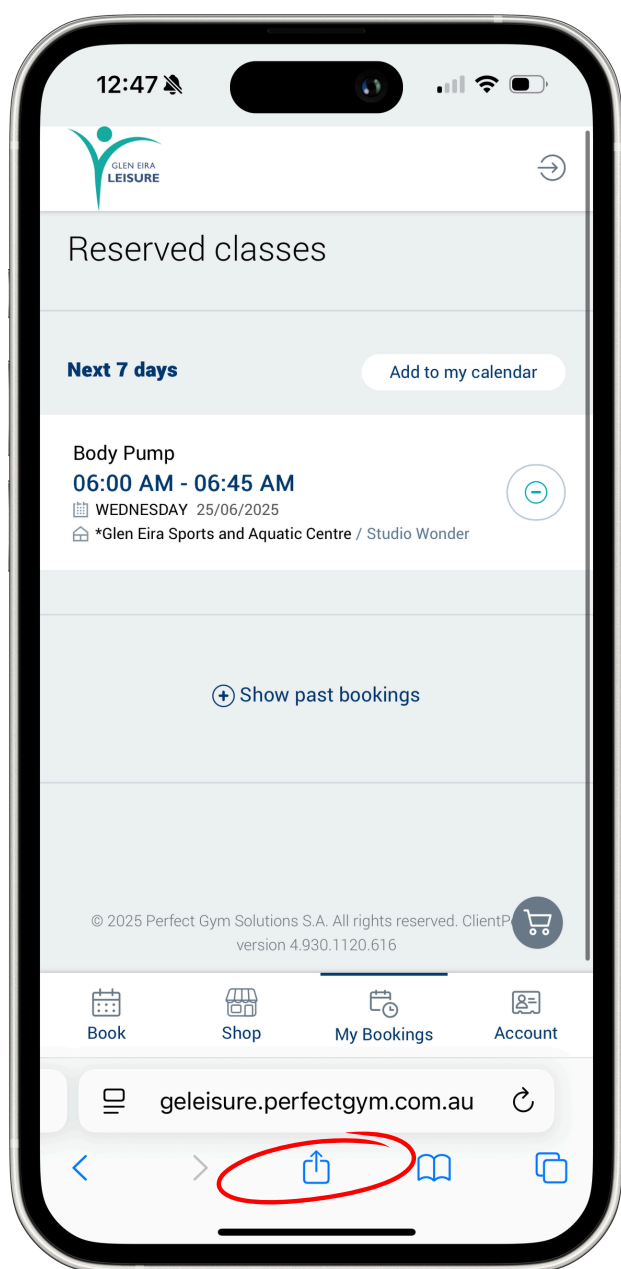 12:47
GLEN EIRA
LEISURE
Reserved classes
Next 7 days
Add to my calendar
Body Pump
06:00 AM - 06:45 AM
WEDNESDAY 25/06/2025
*Glen Eira Sports and Aquatic Centre / Studio Wonder
Show past bookings
© 2025 Perfect Gym Solutions S.A. All rights reserved. ClientP
version 4.930.1120.616
Book
Shop
My Bookings
Account
geleisure.perfectgym.com.au